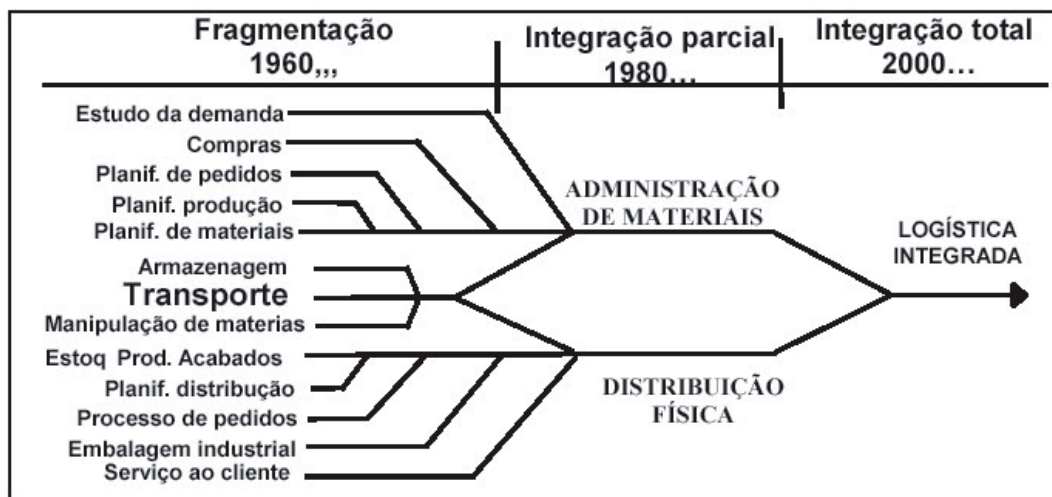 Fragmentação
1960,,,
Integração parcial
1980...
Integração total
2000...
Estudo da demanda
Compras
Planif. de pedidos
Planif. produção
Planif. de materiais
Armazenagem
Transporte
Manipulação de materias
Estoq Prod. Acabados
Planif. distribução
Processo de pedidos
Embalagem industrial
Serviço ao cliente
ADMINISTRAÇÃO
DE MATERIAIS
DISTRIBUIÇÃO
FÍSICA
LOGÍSTICA
INTEGRADA